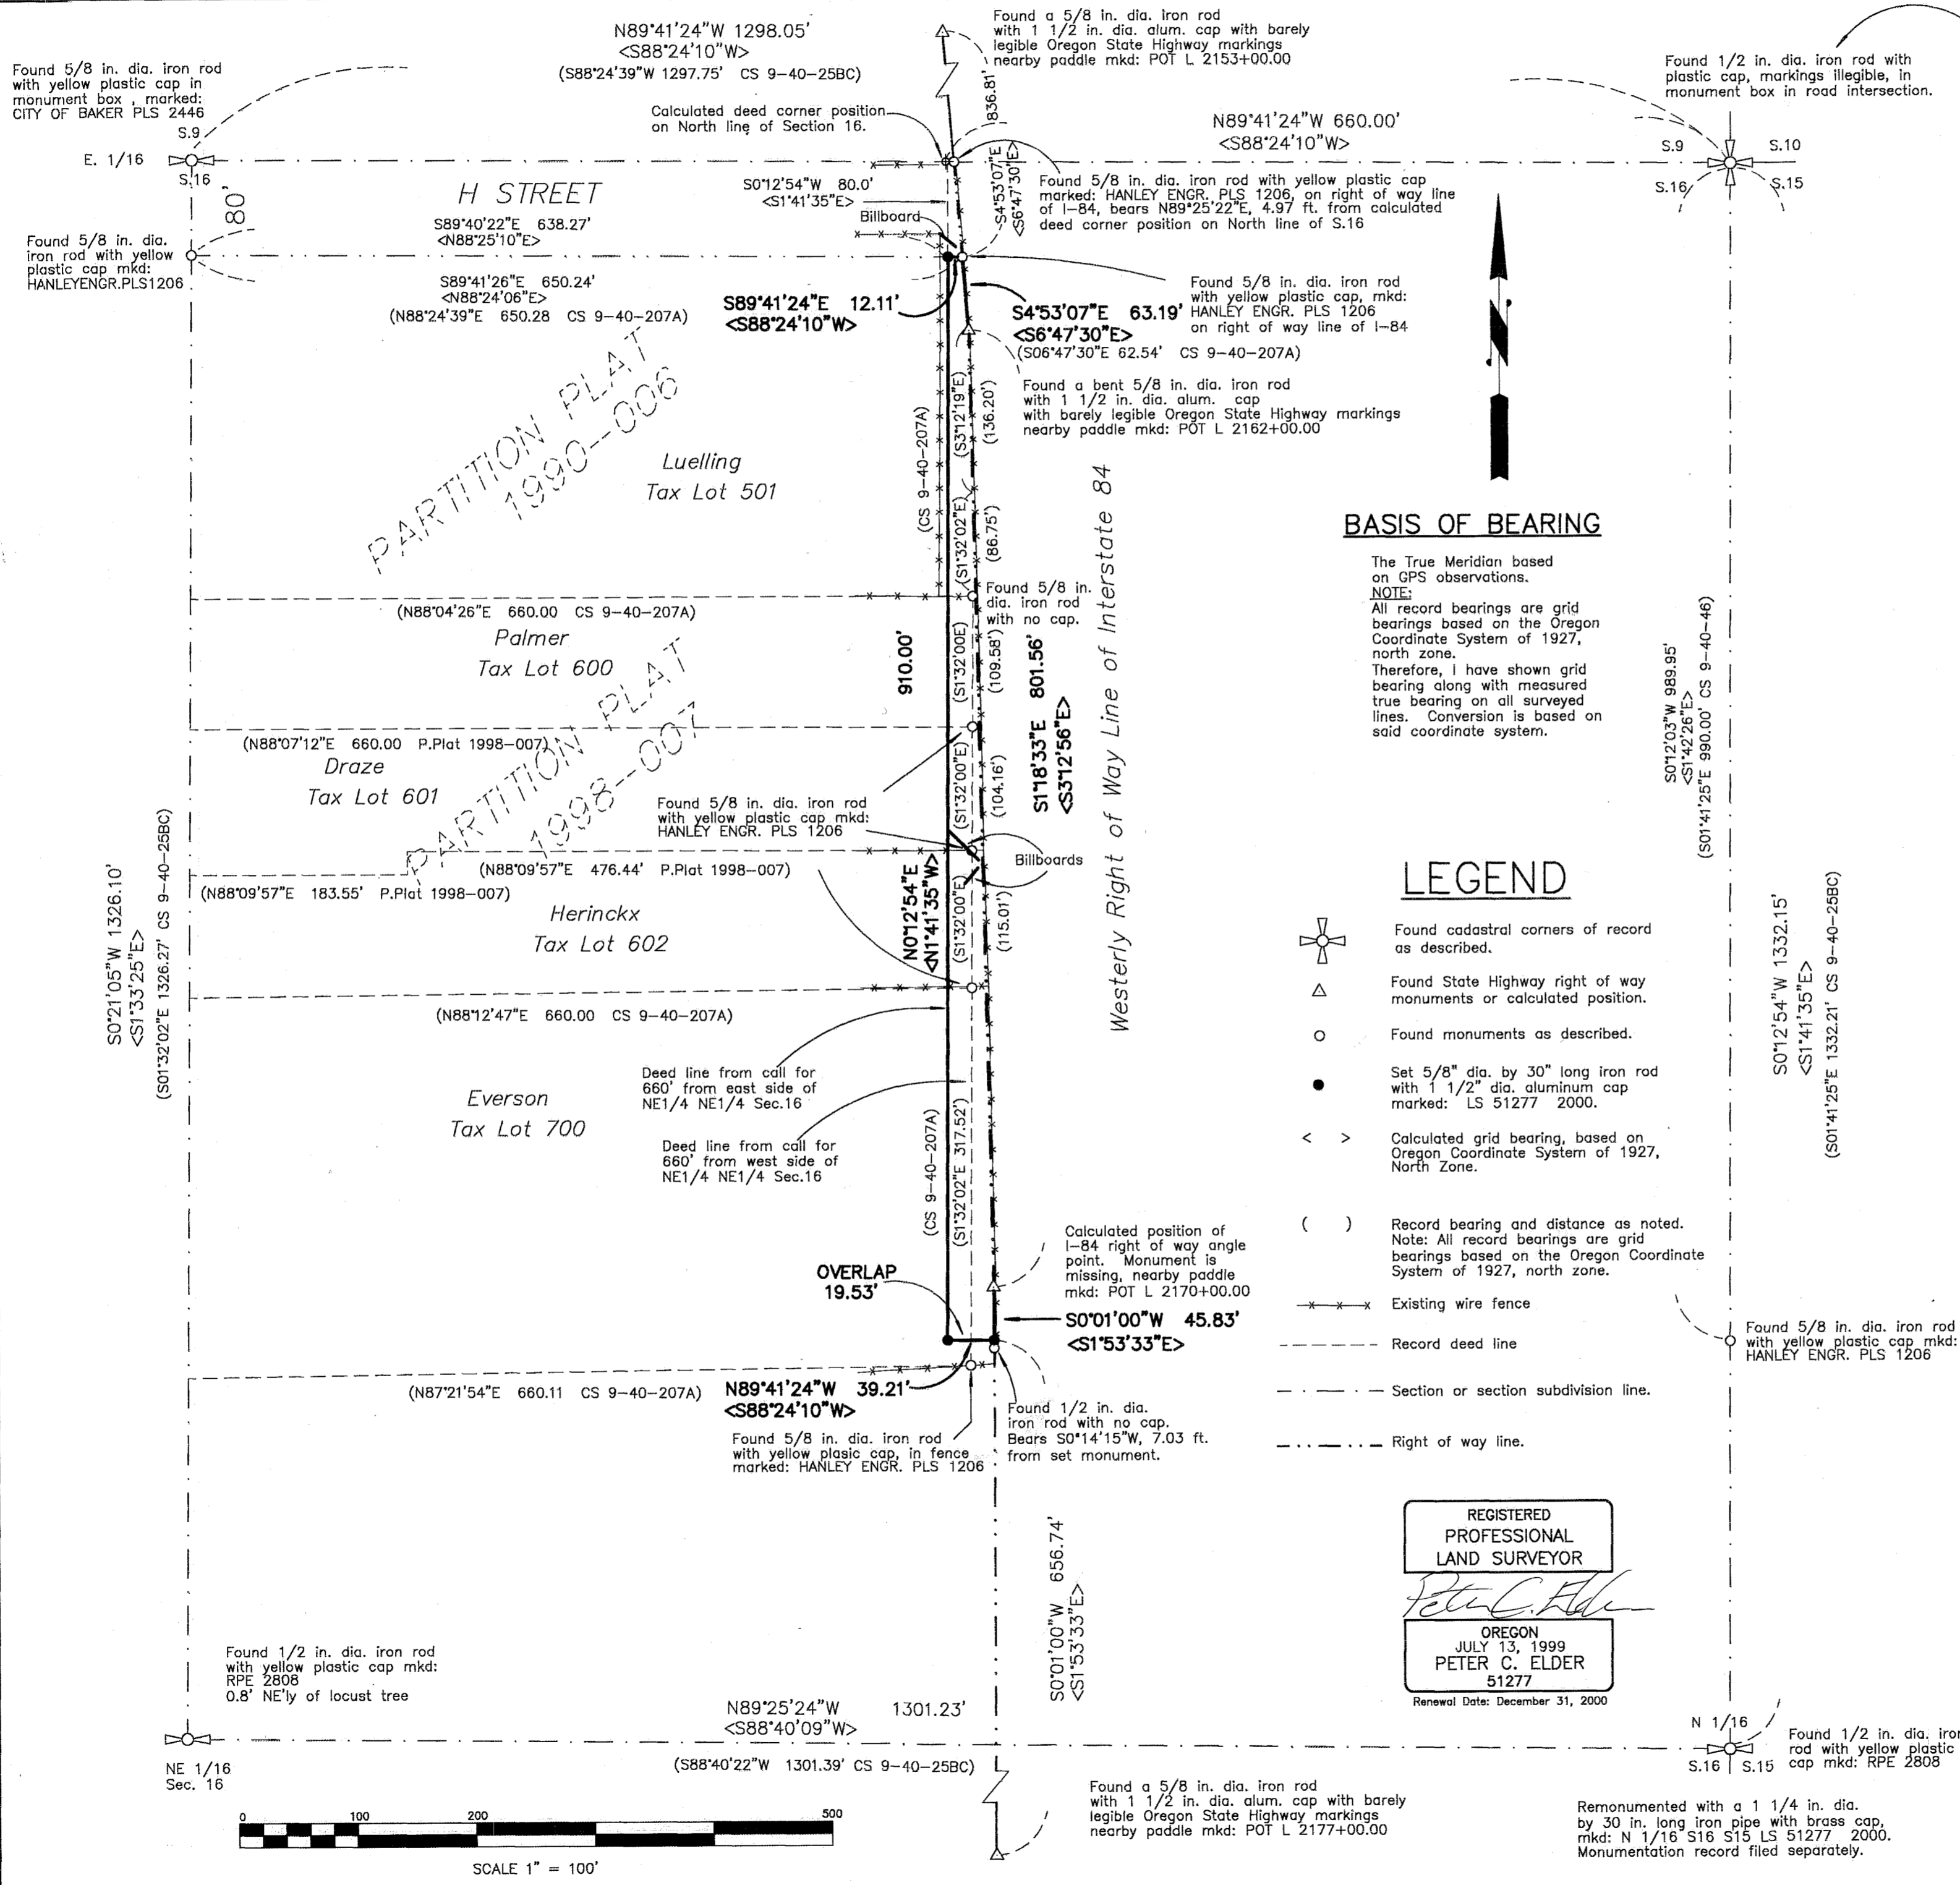 N89°41'24"W 1298.05'
<S88°24'10"W>
(S88°24'39"W 1297.75' CS 9-40-25BC)
Found 5/8 in. dia. iron rod
with yellow plastic cap in
monument box , marked:
CITY OF BAKER PLS 2446
S.9
E. 1/16
S.16
80'
Calculated deed corner position
on North line of Section 16.
836.81'
Found a 5/8 in. dia. iron rod
with 1 1/2 in. dia. alum. cap with barely
legible Oregon State Highway markings
nearby paddle mkd: POT L 2153+00.00
N89°41'24"W 660.00'
<S88°24'10"W>
Found 1/2 in. dia. iron rod with
plastic cap, markings illegible, in
monument box in road intersection.
S.9
S.10
S.16
S.15
H STREET
S0°12'54"W 80.0'
<S1°41'35"E>
Billboard
S4°53'07"E
<S6°47'30"E>
Found 5/8 in. dia. iron rod with yellow plastic cap
marked: HANLEY ENGR. PLS 1206, on right of way line
of I-84, bears N89°25'22"E, 4.97 ft. from calculated
deed corner position on North line of S.16
S89°40'22"E 638.27'
<N88°25'10"E>
Found 5/8 in. dia.
iron rod with yellow
plastic cap mkd:
HANLEYENGR.PLS1206
S89°41'26"E 650.24'
<N88°24'06"E>
(N88°24'39"E 650.28 CS 9-40-207A)
S89°41'24"E 12.11'
<S88°24'10"W>
S4°53'07"E 63.19'
<S6°47'30"E>
(S06°47'30"E 62.54' CS 9-40-207A)
Found 5/8 in. dia. iron rod
with yellow plastic cap, mkd:
HANLEY ENGR. PLS 1206
on right of way line of I-84
Found a bent 5/8 in. dia. iron rod
with 1 1/2 in. dia. alum. cap
with barely legible Oregon State Highway markings
nearby paddle mkd: POT L 2162+00.00
PARTITION PLAT
1990-006
Luelling
Tax Lot 501
(CS 9-40-207A)
(S3°12'19"E)
(136.20')
(S1°32'02"E)
(86.75')
Westerly Right of Way Line of Interstate 84
BASIS OF BEARING
The True Meridian based
on GPS observations.
NOTE:
All record bearings are grid
bearings based on the Oregon
Coordinate System of 1927,
north zone.
Therefore, I have shown grid
bearing along with measured
true bearing on all surveyed
lines. Conversion is based on
said coordinate system.
S0°12'03"W 989.95'
<S1°42'26"E>
(S01°41'25"E 990.00' CS 9-40-46)
Found 5/8 in.
dia. iron rod
with no cap.
(N88°04'26"E 660.00 CS 9-40-207A)
Palmer
Tax Lot 600
910.00'
(S1°32'00E)
(109.58')
S1°18'33"E 801.56'
<S3°12'56"E>
(N88°07'12"E 660.00 P.Plat 1998-007)
Draze
Tax Lot 601
PARTITION PLAT
1998-007
Found 5/8 in. dia. iron rod
with yellow plastic cap mkd:
HANLEY ENGR. PLS 1206
(S1°32'00"E)
(104.16')
Billboards
(N88°09'57"E 476.44' P.Plat 1998-007)
(N88°09'57"E 183.55' P.Plat 1998-007)
Herinckx
Tax Lot 602
N0°12'54"E
<N1°41'35"W>
(S1°32'00"E)
(115.01')
S0°21'05"W 1326.10'
<S1°33'25"E>
(S01°32'02"E 1326.27' CS 9-40-25BC)
(N88°12'47"E 660.00 CS 9-40-207A)
Everson
Tax Lot 700
Deed line from call for
660' from east side of
NE1/4 NE1/4 Sec.16
Deed line from call for
660' from west side of
NE1/4 NE1/4 Sec.16
(CS 9-40-207A)
(S1°32'02"E 317.52')
LEGEND
Found cadastral corners of record
as described.
Found State Highway right of way
monuments or calculated position.
Found monuments as described.
Set 5/8" dia. by 30" long iron rod
with 1 1/2" dia. aluminum cap
marked: LS 51277 2000.
< > Calculated grid bearing, based on
Oregon Coordinate System of 1927,
North Zone.
( ) Record bearing and distance as noted.
Note: All record bearings are grid
bearings based on the Oregon Coordinate
System of 1927, north zone.
Existing wire fence
Record deed line
Section or section subdivision line.
Right of way line.
S0°12'54"W 1332.15'
<S1°41'35"E>
(S01°41'25"E 1332.21' CS 9-40-25BC)
Calculated position of
I-84 right of way angle
point. Monument is
missing, nearby paddle
mkd: POT L 2170+00.00
OVERLAP
19.53'
S0°01'00"W 45.83'
<S1°53'33"E>
Found 5/8 in. dia. iron rod
with yellow plastic cap mkd:
HANLEY ENGR. PLS 1206
(N87°21'54"E 660.11 CS 9-40-207A)
N89°41'24"W 39.21'
<S88°24'10"W>
Found 5/8 in. dia. iron rod
with yellow plasic cap, in fence
marked: HANLEY ENGR. PLS 1206
Found 1/2 in. dia.
iron rod with no cap.
Bears S0°14'15"W, 7.03 ft.
from set monument.
S0°01'00"W 656.74'
<S1°53'33"E>
REGISTERED
PROFESSIONAL
LAND SURVEYOR
Peter C. Elder
OREGON
JULY 13, 1999
PETER C. ELDER
51277
Renewal Date: December 31, 2000
Found 1/2 in. dia. iron rod
with yellow plastic cap mkd:
RPE 2808
0.8' NE'ly of locust tree
N89°25'24"W 1301.23'
<S88°40'09"W>
(S88°40'22"W 1301.39' CS 9-40-25BC)
NE 1/16
Sec. 16
N 1/16
S.16
S.15
Found 1/2 in. dia. iron
rod with yellow plastic
cap mkd: RPE 2808
Found a 5/8 in. dia. iron rod
with 1 1/2 in. dia. alum. cap with barely
legible Oregon State Highway markings
nearby paddle mkd: POT L 2177+00.00
Remonumented with a 1 1/4 in. dia.
by 30 in. long iron pipe with brass cap,
mkd: N 1/16 S16 S15 LS 51277 2000.
Monumentation record filed separately.
0 100 200 500
SCALE 1" = 100'